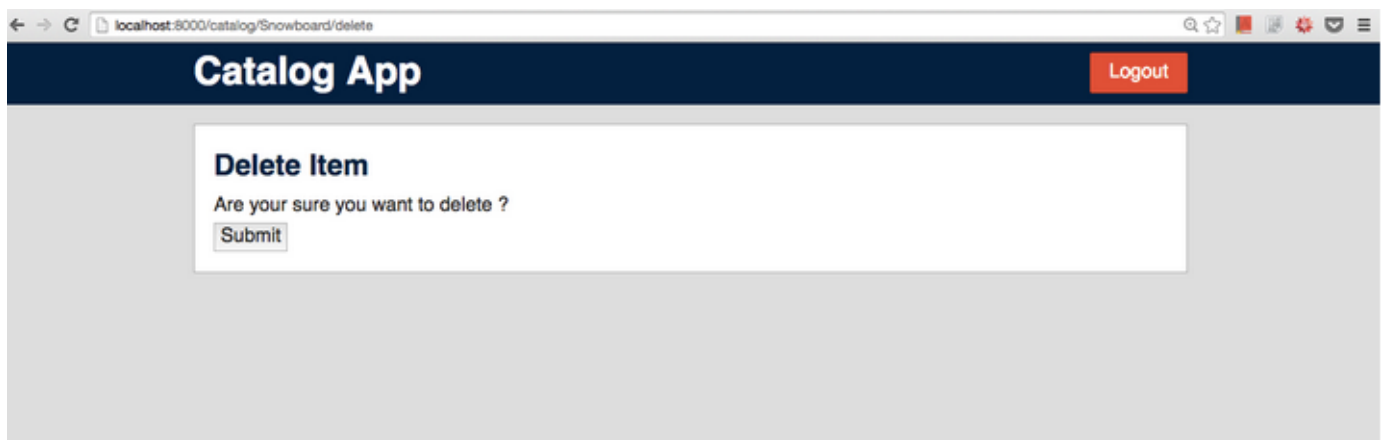 localhost:8000/catalog/Snowboard/delete
Catalog App
Logout
Delete Item
Are your sure you want to delete ?
Submit